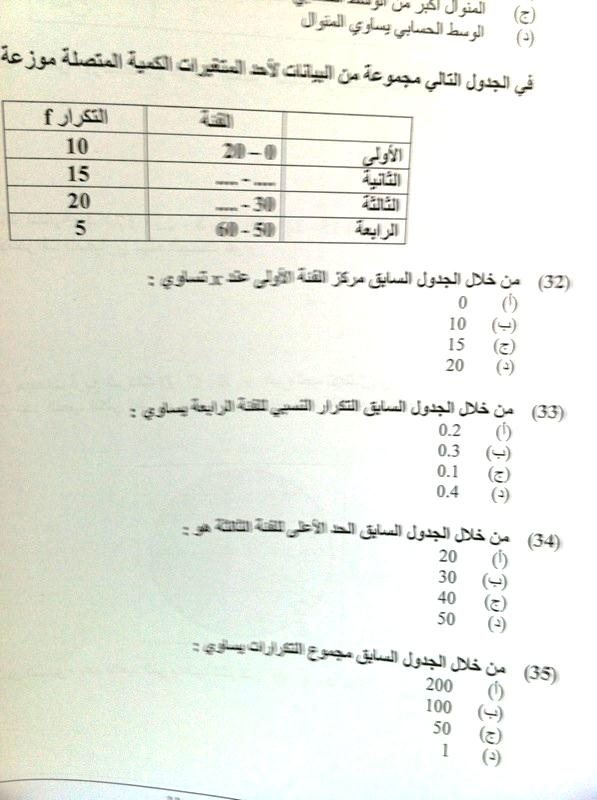 (ج) المنوال أكبر من الوسط
(د) الوسط الحسابي يساوي المنوال
في الجدول التالي مجموعة من البيانات لأحد المتغيرات الكمية المتصلة موزعة
الفئة التكرار f
الأولى 0 – 20 10
الثانية .... - .... 15
الثالثة 30 - .... 20
الرابعة 50 - 60 5
(32) من خلال الجدول السابق مركز الفئة الأولى عند x تساوي :
(أ) 0
(ب) 10
(ج) 15
(د) 20
(33) من خلال الجدول السابق التكرار النسبي للفئة الرابعة يساوي :
(أ) 0.2
(ب) 0.3
(ج) 0.1
(د) 0.4
(34) من خلال الجدول السابق الحد الأعلى للفئة الثالثة هو :
(أ) 20
(ب) 30
(ج) 40
(د) 50
(35) من خلال الجدول السابق مجموع التكرارات يساوي :
(أ) 200
(ب) 100
(ج) 50
(د) 1